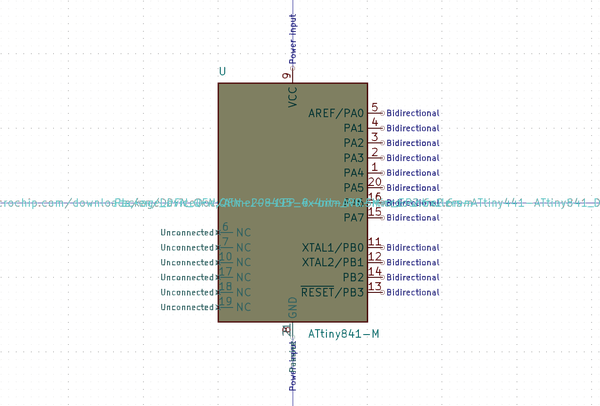 Power input
9
U
VCC
AREF/PA0 5 Bidirectional
PA1 4 Bidirectional
PA2 3 Bidirectional
PA3 2 Bidirectional
PA4 1 Bidirectional
PA5 20 Bidirectional
ATtiny441 ATtiny841_D
PA7 15 Bidirectional
Unconnected 6 NC
Unconnected 7 NC
XTAL1/PB0 11 Bidirectional
Unconnected 10 NC
XTAL2/PB1 12 Bidirectional
Unconnected 17 NC
PB2 14 Bidirectional
Unconnected 18 NC
RESET/PB3 13 Bidirectional
Unconnected 19 NC
GND
ATtiny841-M